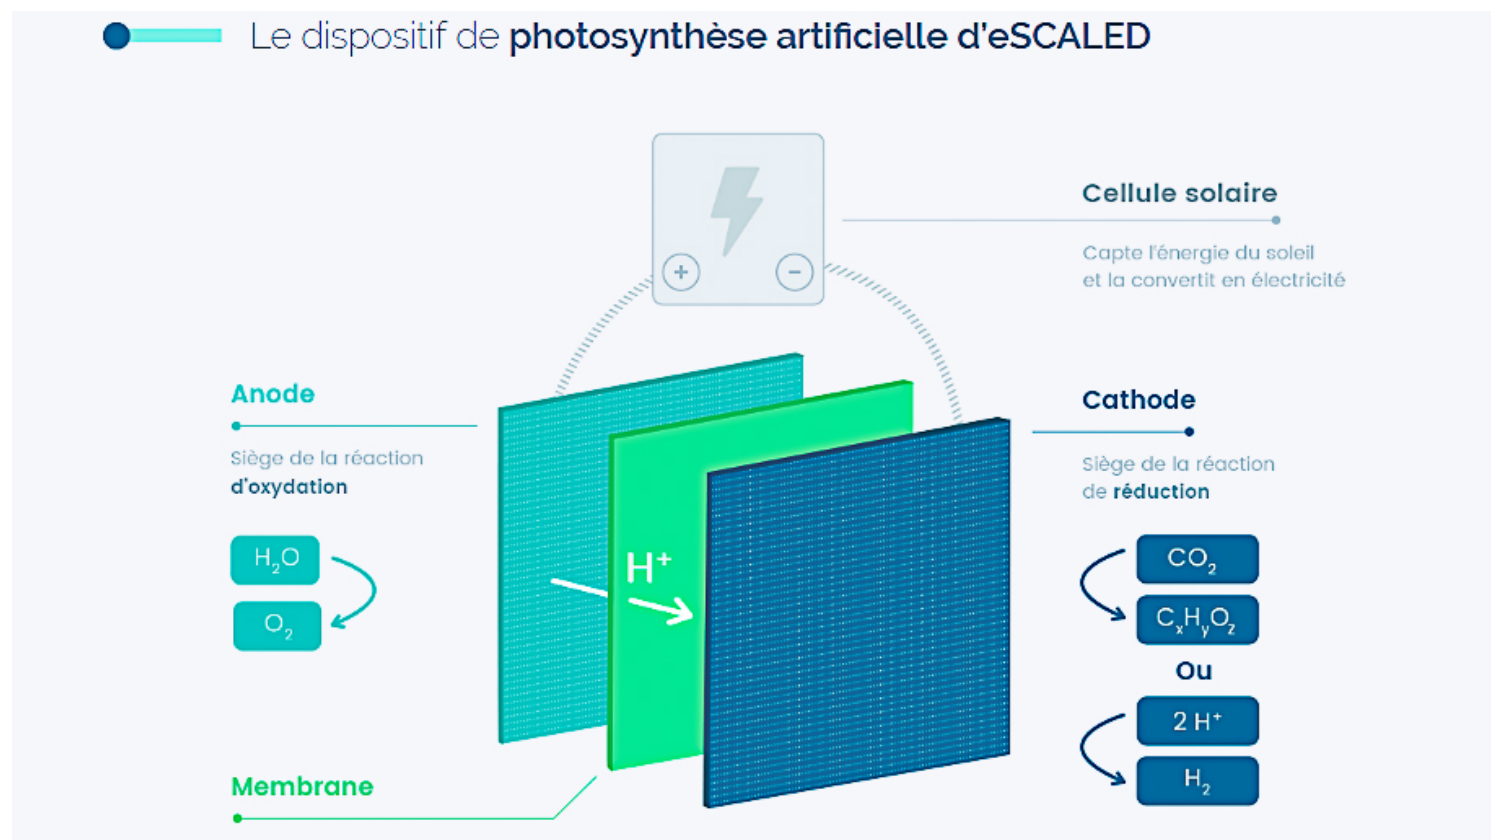 Le dispositif de photosynthèse artificielle d'eSCALED
+
−
Cellule solaire
Capte l'énergie du soleil
et la convertit en électricité
Anode
Siège de la réaction
d'oxydation
H₂O
O₂
H⁺
Cathode
Siège de la réaction
de réduction
CO₂
CₓHᵧO_z
Ou
2 H⁺
H₂
Membrane